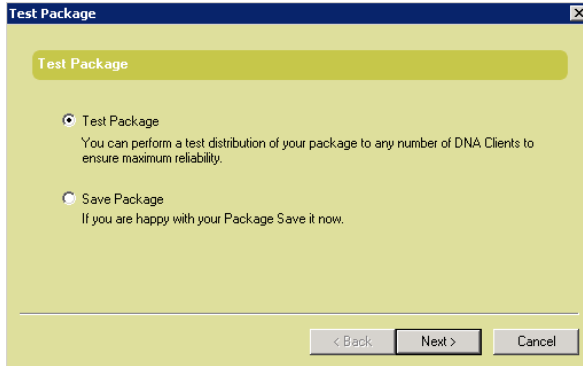 Test Package
Test Package
Test Package
You can perform a test distribution of your package to any number of DNA Clients to
ensure maximum reliability.
Save Package
If you are happy with your Package Save it now.
< Back Next > Cancel